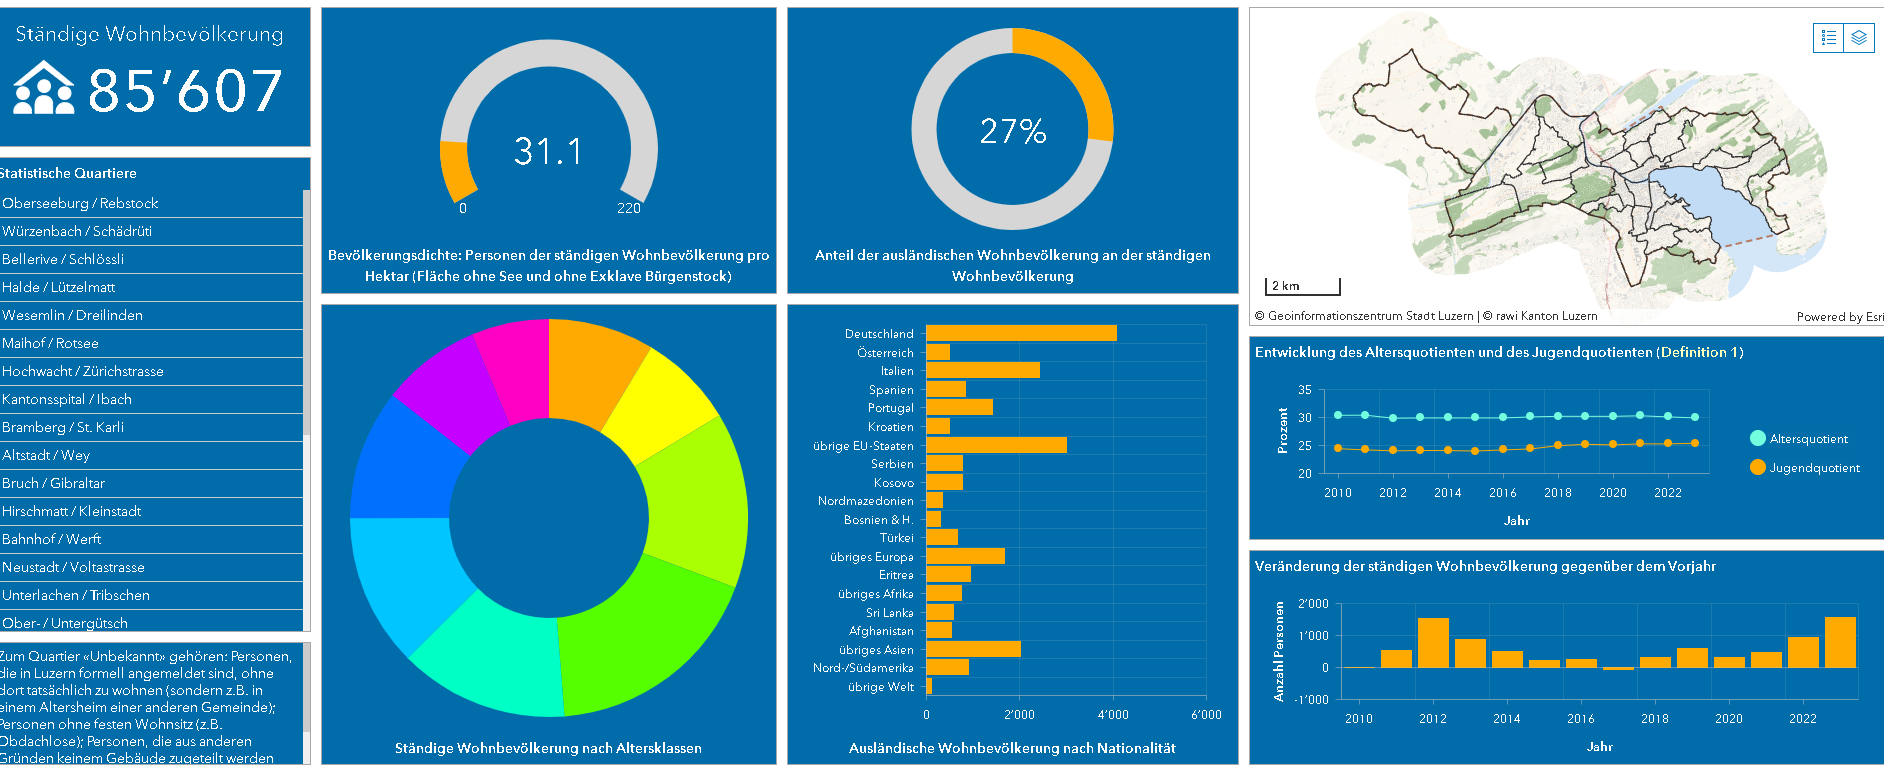 Ständige Wohnbevölkerung
85’607
Statistische Quartiere
Oberseeburg / Rebstock
Würzenbach / Schädrüti
Bellerive / Schlössli
Halde / Lützelmatt
Wesemlin / Dreilinden
Maihof / Rotsee
Hochwacht / Zürichstrasse
Kantonsspital / Ibach
Bramberg / St. Karli
Altstadt / Wey
Bruch / Gibraltar
Hirschmatt / Kleinstadt
Bahnhof / Werft
Neustadt / Voltastrasse
Unterlachen / Tribschen
Ober- / Untergütsch
Zum Quartier «Unbekannt» gehören: Personen,
die in Luzern formell angemeldet sind, ohne
dort tatsächlich zu wohnen (sondern z.B. in
einem Altersheim einer anderen Gemeinde);
Personen ohne festen Wohnsitz (z.B.
Obdachlose); Personen, die aus anderen
Gründen keinem Gebäude zugeteilt werden
31.1
0
220
Bevölkerungsdichte: Personen der ständigen Wohnbevölkerung pro
Hektar (Fläche ohne See und ohne Exklave Bürgenstock)
27%
Anteil der ausländischen Wohnbevölkerung an der ständigen
Wohnbevölkerung
Ständige Wohnbevölkerung nach Altersklassen
Deutschland
Österreich
Italien
Spanien
Portugal
Kroatien
übrige EU-Staaten
Serbien
Kosovo
Nordmazedonien
Bosnien & H.
Türkei
übriges Europa
Eritrea
übriges Afrika
Sri Lanka
Afghanistan
übriges Asien
Nord-/Südamerika
übrige Welt
0 2’000 4’000 6’000
Ausländische Wohnbevölkerung nach Nationalität
2 km
© Geoinformationszentrum Stadt Luzern | © rawi Kanton Luzern
Powered by Esri
Entwicklung des Altersquotienten und des Jugendquotienten (Definition 1)
Prozent
35
30
25
20
2010 2012 2014 2016 2018 2020 2022
Jahr
Altersquotient
Jugendquotient
Veränderung der ständigen Wohnbevölkerung gegenüber dem Vorjahr
Anzahl Personen
2’000
1’000
0
-1’000
2010 2012 2014 2016 2018 2020 2022
Jahr